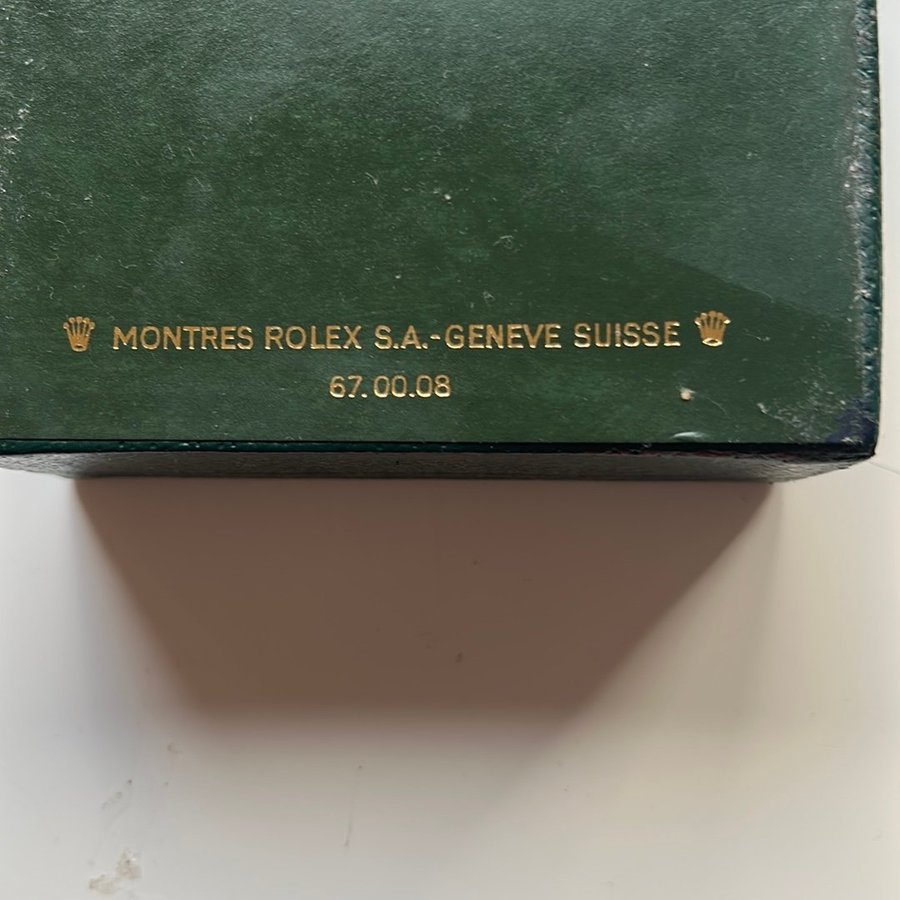 MONTRES ROLEX S.A.-GENEVE SUISSE
67.00.08